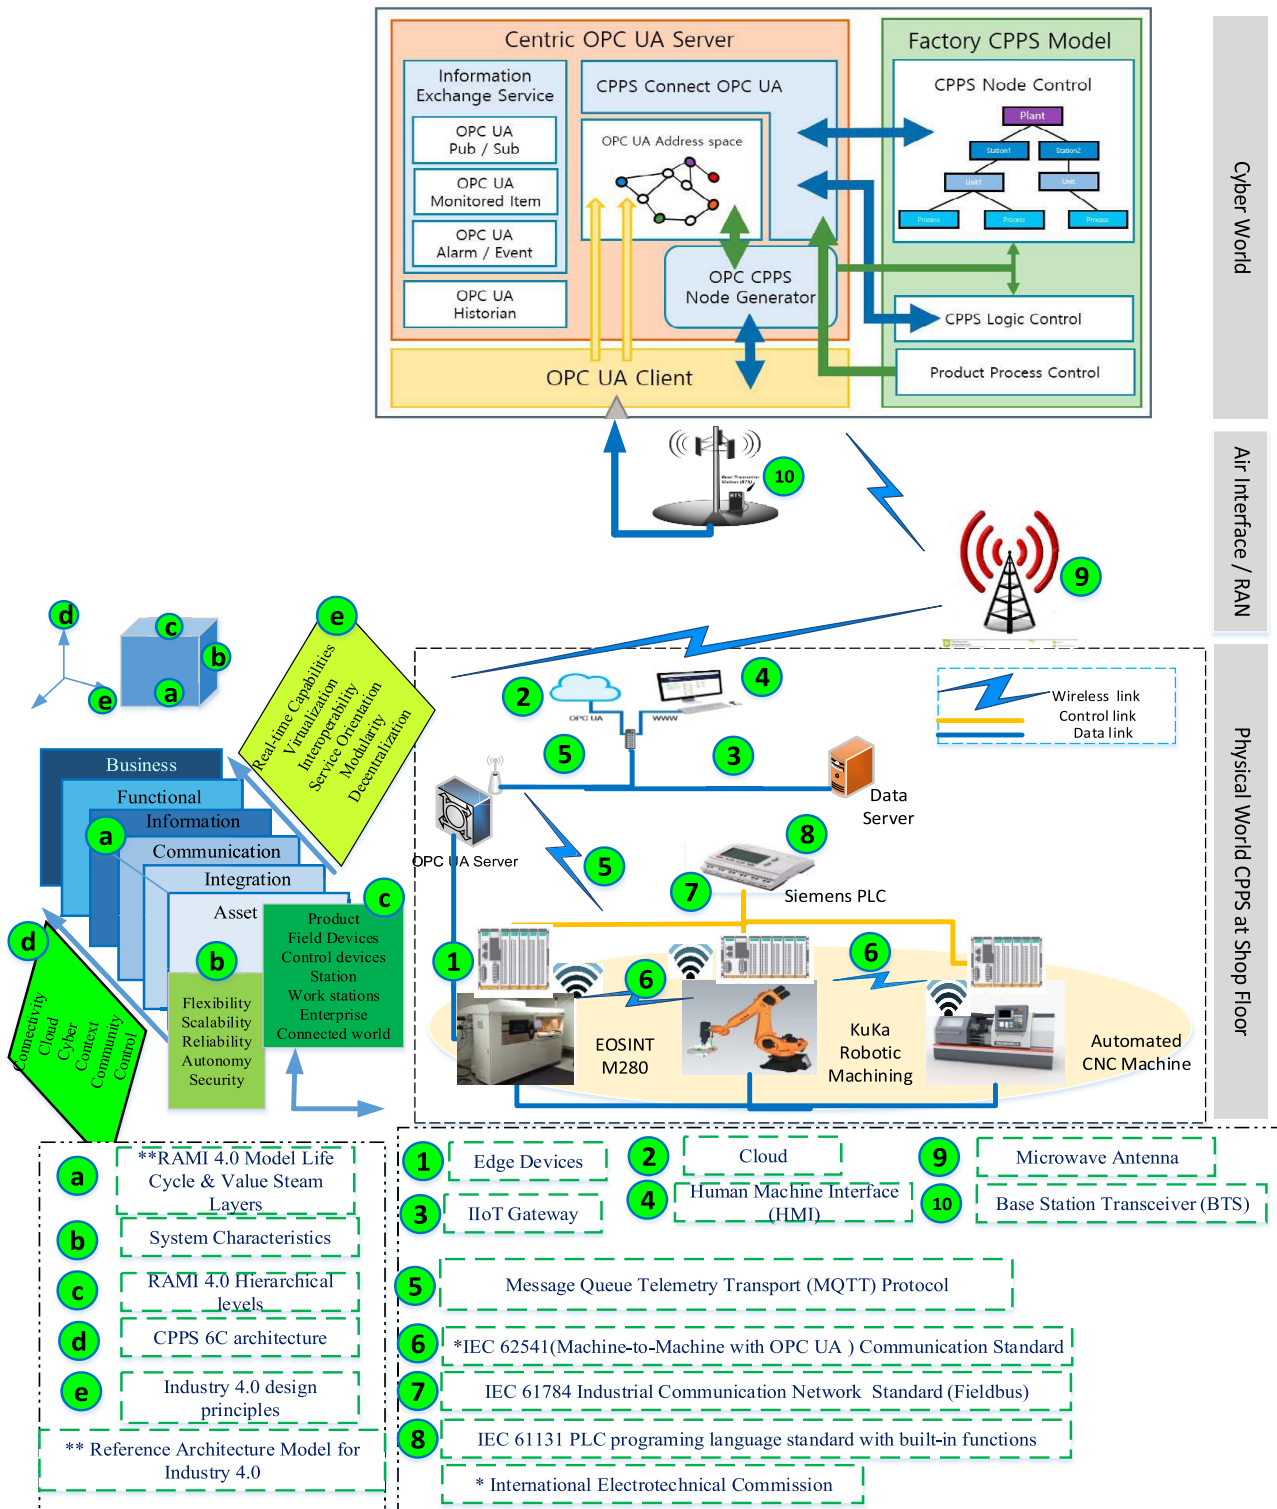 Centric OPC UA Server
Information
Exchange Service
OPC UA
Pub / Sub
OPC UA
Monitored Item
OPC UA
Alarm / Event
OPC UA
Historian
CPPS Connect OPC UA
OPC UA Address space
OPC CPPS
Node Generator
OPC UA Client
Factory CPPS Model
CPPS Node Control
Plant
Station1
Station2
Unit1
Unit
Process
Process
Process
CPPS Logic Control
Product Process Control
Cyber World
Air Interface / RAN
Physical World CPPS at Shop Floor
Base Transceiver
Station (BTS)
BTS
10
9
d
c
b
a
e
e
Real-time Capabilities
Virtualization
Interoperability
Service Orientation
Modularity
Decentralization
Business
Functional
Information
Communication
Integration
Asset
a
d
Connectivity
Cloud
Cyber
Context
Community
Control
b
Flexibility
Scalability
Reliability
Autonomy
Security
c
Product
Field Devices
Control devices
Station
Work stations
Enterprise
Connected world
2
OPC UA
4
WWW
Wireless link
Control link
Data link
5
3
Data
Server
OPC UA Server
5
8
7
Siemens PLC
1
6
6
EOSINT
M280
KuKa
Robotic
Machining
Automated
CNC Machine
a
**RAMI 4.0 Model Life
Cycle & Value Steam
Layers
b
System Characteristics
c
RAMI 4.0 Hierarchical
levels
d
CPPS 6C architecture
e
Industry 4.0 design
principles
** Reference Architecture Model for
Industry 4.0
1
Edge Devices
2
Cloud
9
Microwave Antenna
3
IIoT Gateway
4
Human Machine Interface
(HMI)
10
Base Station Transceiver (BTS)
5
Message Queue Telemetry Transport (MQTT) Protocol
6
*IEC 62541(Machine-to-Machine with OPC UA ) Communication Standard
7
IEC 61784 Industrial Communication Network  Standard (Fieldbus)
8
IEC 61131 PLC programing language standard with built-in functions
* International Electrotechnical Commission